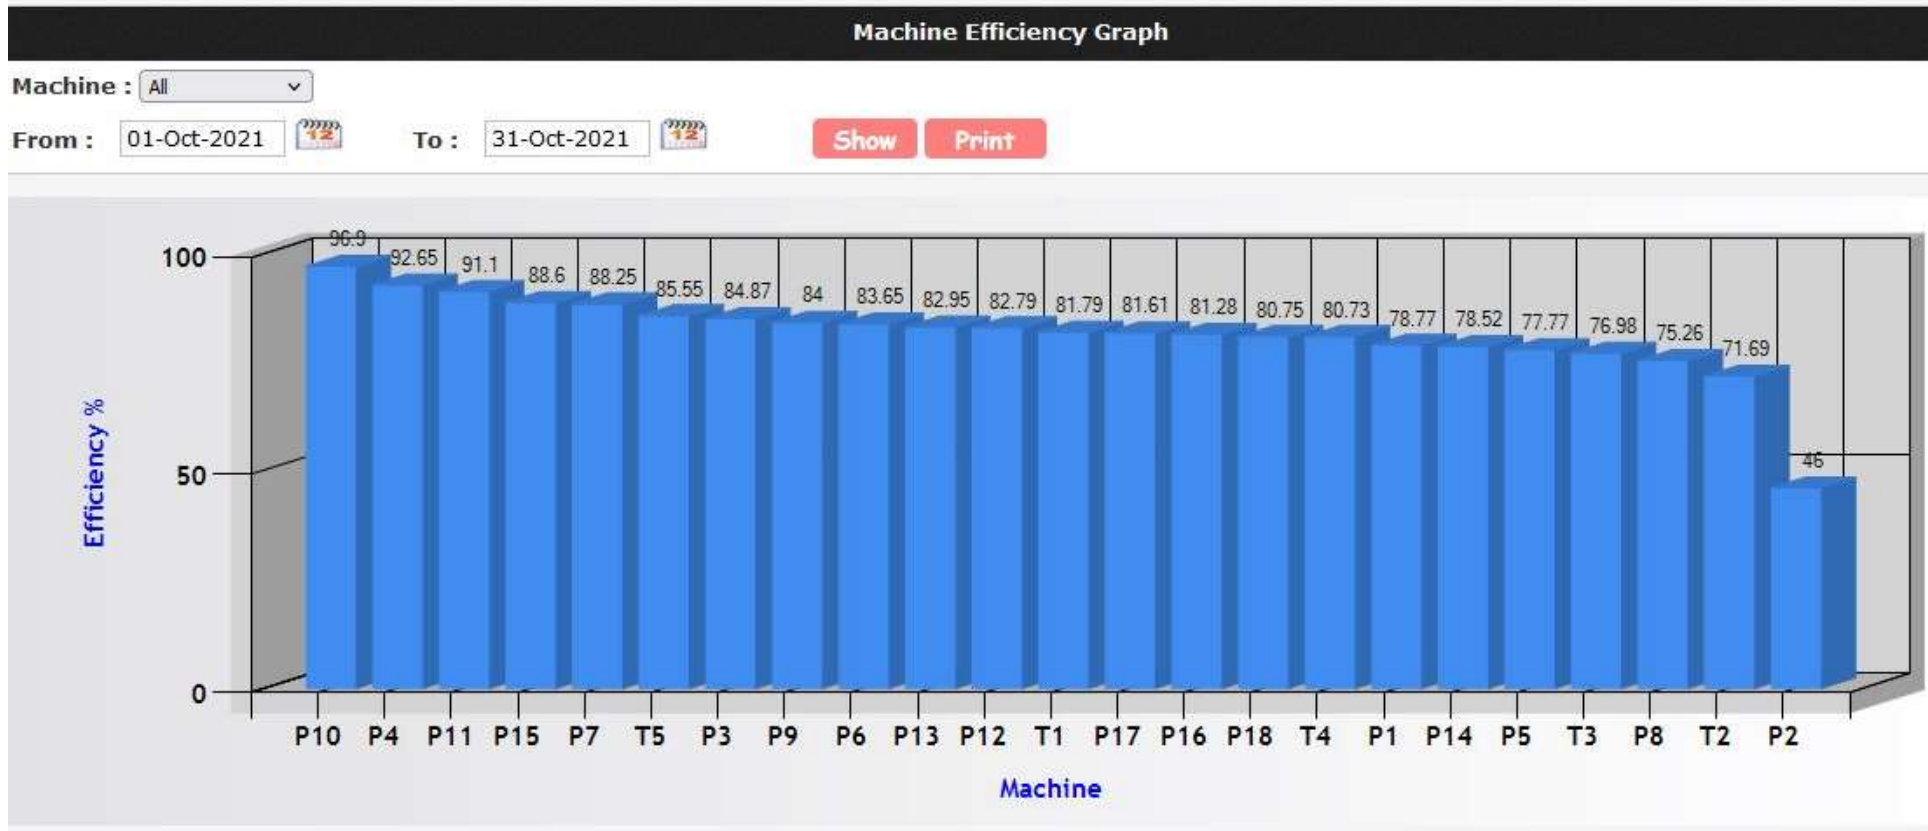 Machine Efficiency Graph
Machine : All
From : 01-Oct-2021 12 To : 31-Oct-2021 12 Show Print
96.9 92.65 91.1 88.6 88.25 85.55 84.87 84 83.65 82.95 82.79 81.79 81.61 81.28 80.75 80.73 78.77 78.52 77.77 76.98 75.26 71.69 46
100
50
0
Efficiency %
P10 P4 P11 P15 P7 T5 P3 P9 P6 P13 P12 T1 P17 P16 P18 T4 P1 P14 P5 T3 P8 T2 P2
Machine